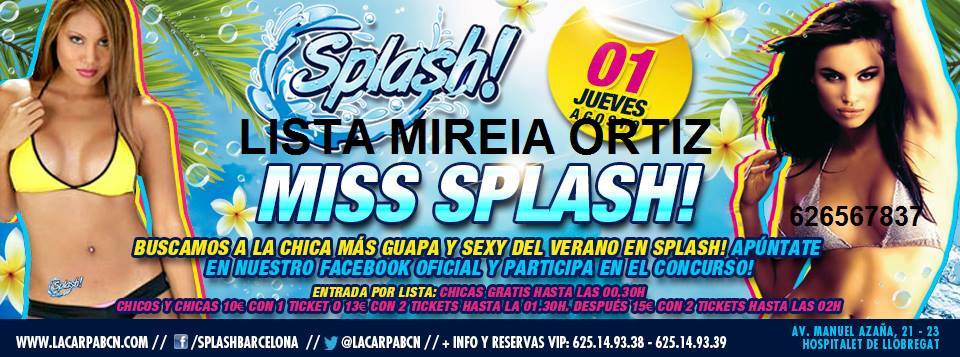 Splash!
01
JUEVES
AGOSTO
LISTA MIREIA ORTIZ
MISS SPLASH!
626567837
BUSCAMOS A LA CHICA MÁS GUAPA Y SEXY DEL VERANO EN SPLASH! APÚNTATE
EN NUESTRO FACEBOOK OFICIAL Y PARTICIPA EN EL CONCURSO!
Splash!
ENTRADA POR LISTA: CHICAS GRATIS HASTA LAS 00.30H
CHICOS Y CHICAS 10€ CON 1 TICKET O 13€ CON 2 TICKETS HASTA LA 01.30H. DESPUÉS 15€ CON 2 TICKETS HASTA LAS 02H
WWW.LACARPABCN.COM // f /SPLASHBARCELONA // @LACARPABCN // + INFO Y RESERVAS VIP: 625.14.93.38 - 625.14.93.39
AV. MANUEL AZAÑA, 21 - 23
HOSPITALET DE LLOBREGAT